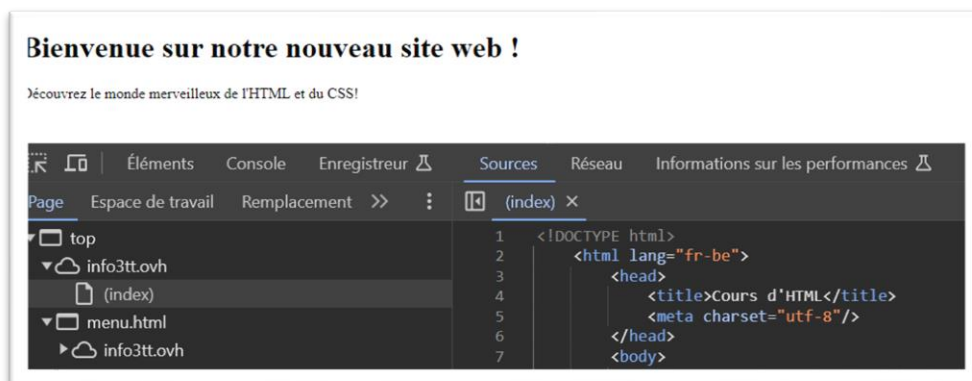 Bienvenue sur notre nouveau site web !
Découvrez le monde merveilleux de l'HTML et du CSS!
Éléments Console Enregistreur Sources Réseau Informations sur les performances
Page Espace de travail Remplacement >> (index) ×
top
info3tt.ovh
(index)
menu.html
info3tt.ovh
1 <!DOCTYPE html>
2 <html lang="fr-be">
3 <head>
4 <title>Cours d'HTML</title>
5 <meta charset="utf-8"/>
6 </head>
7 <body>